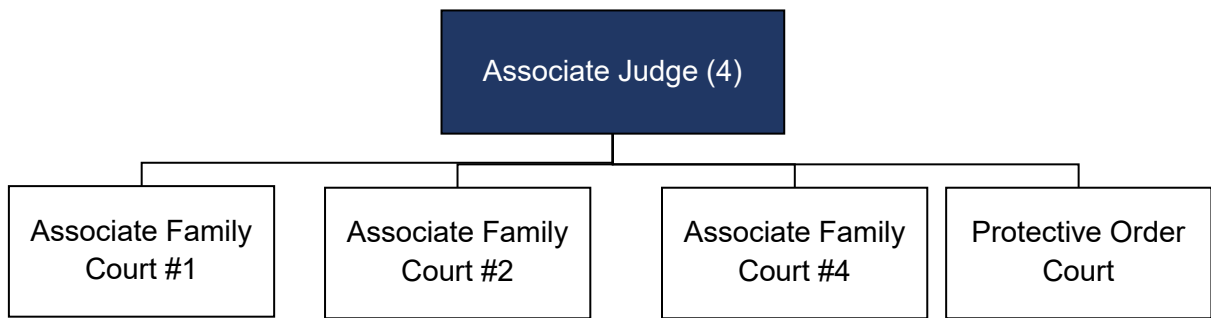 Associate Judge (4)
Associate Family
Court #1
Associate Family
Court #2
Associate Family
Court #4
Protective Order
Court